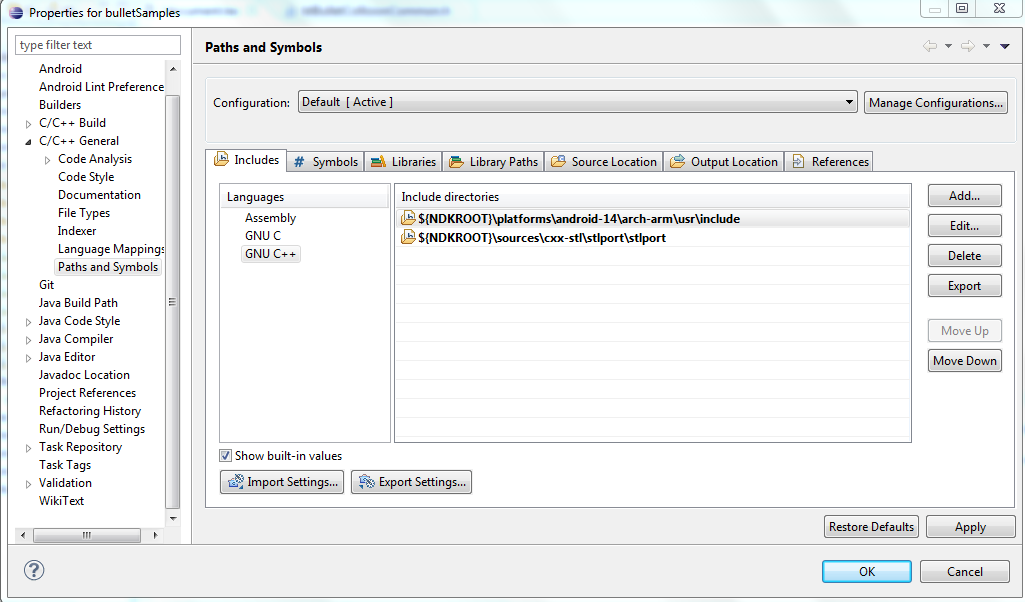 Properties for bulletSamples
type filter text
Android
Android Lint Preference
Builders
C/C++ Build
C/C++ General
Code Analysis
Code Style
Documentation
File Types
Indexer
Language Mappings
Paths and Symbols
Git
Java Build Path
Java Code Style
Java Compiler
Java Editor
Javadoc Location
Project References
Refactoring History
Run/Debug Settings
Task Repository
Task Tags
Validation
WikiText
Paths and Symbols
Configuration: Default [ Active ] Manage Configurations...
Includes # Symbols Libraries Library Paths Source Location Output Location References
Languages
Assembly
GNU C
GNU C++
Include directories
${NDKROOT}\platforms\android-14\arch-arm\usr\include
${NDKROOT}\sources\cxx-stl\stlport\stlport
Add...
Edit...
Delete
Export
Move Up
Move Down
Show built-in values
Import Settings... Export Settings...
Restore Defaults Apply
? OK Cancel